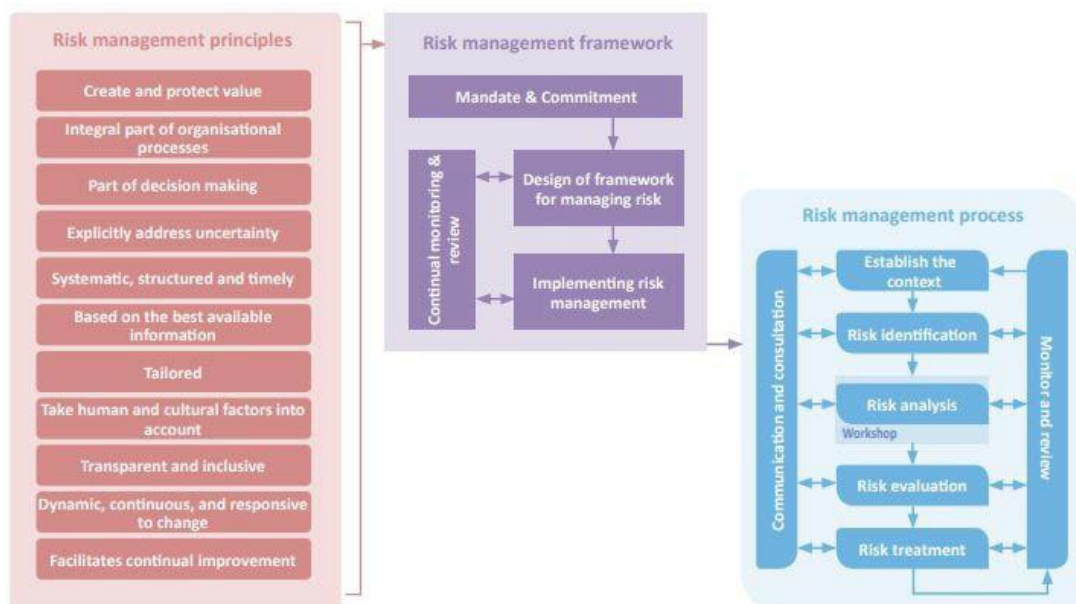 Risk management principles
Create and protect value
Integral part of organisational
processes
Part of decision making
Explicitly address uncertainty
Systematic, structured and timely
Based on the best available
information
Tailored
Take human and cultural factors into
account
Transparent and inclusive
Dynamic, continuous, and responsive
to change
Facilitates continual improvement
Risk management framework
Mandate & Commitment
Continual monitoring &
review
Design of framework
for managing risk
Implementing risk
management
Risk management process
Communication and consultation
Establish the
context
Risk identification
Risk analysis
Workshop
Risk evaluation
Risk treatment
Monitor and review